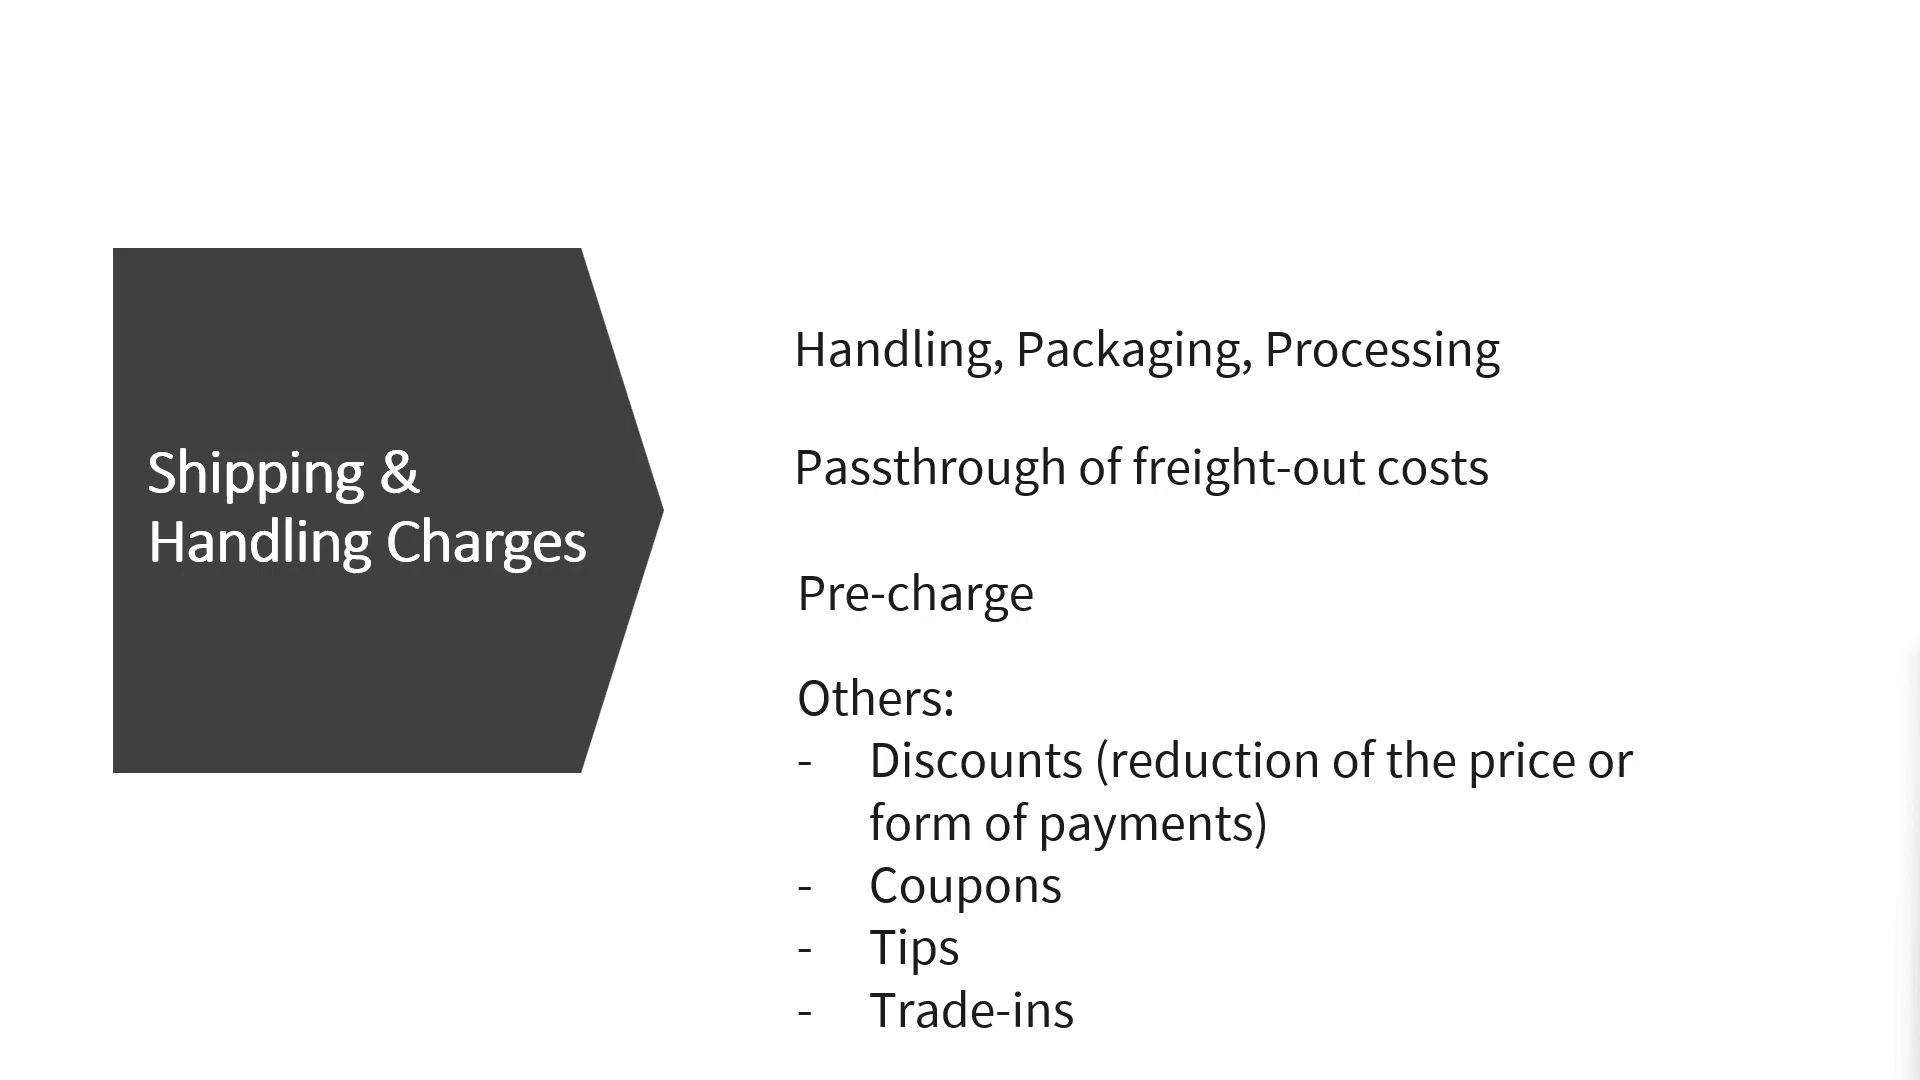 Shipping &
Handling Charges
Handling, Packaging, Processing
Passthrough of freight-out costs
Pre-charge
Others:
- Discounts (reduction of the price or
form of payments)
- Coupons
- Tips
- Trade-ins